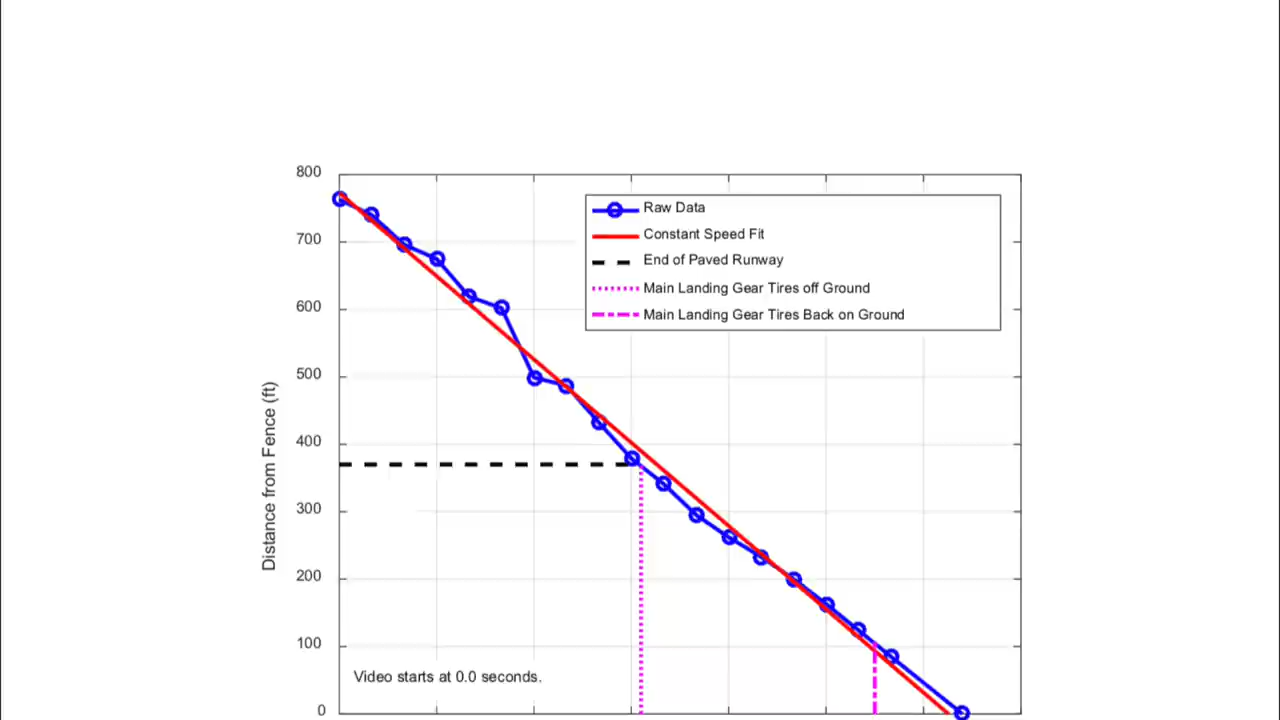 800
700
600
500
400
300
200
100
0
Distance from Fence (ft)
Raw Data
Constant Speed Fit
End of Paved Runway
Main Landing Gear Tires off Ground
Main Landing Gear Tires Back on Ground
Video starts at 0.0 seconds.